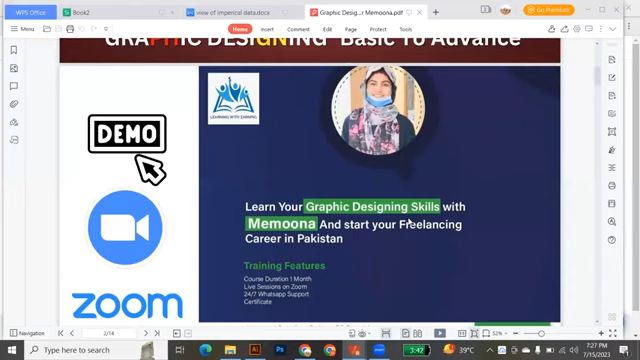 WPS Office
Book2
view of imperical data.docx
Graphic Desig...r Memoona.pdf
Go Premium
Menu
Home
Insert
Comment
Edit
Page
Protect
Tools
GRAPHIC DESIGNING Basic To Advance
LEARNING WITH EARNING
DEMO
zoom
Learn Your Graphic Designing Skills with
Memoona And start your Freelancing
Career in Pakistan
Training Features
Course Duration 1 Month
Live Sessions on Zoom
24/7 Whatsapp Support
Certificate
Navigation
2/14
52%
Type here to search
3:42
39°C
7:27 PM
7/15/2023